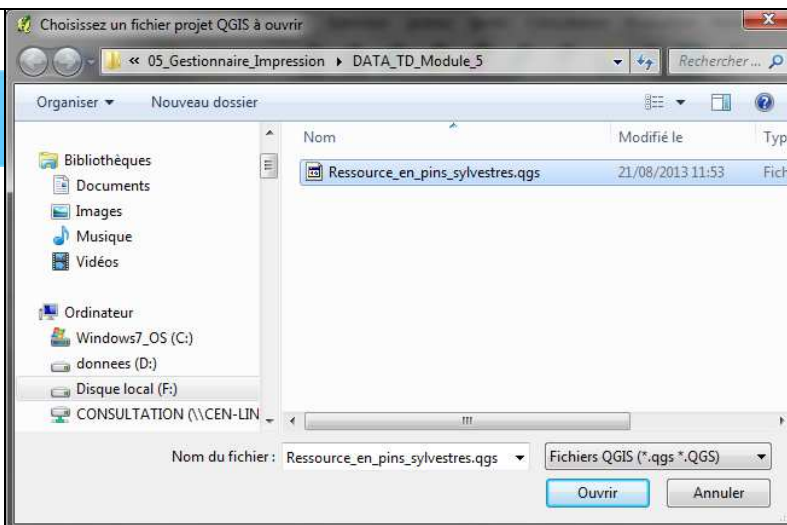 Choisissez un fichier projet QGIS à ouvrir
« 05_Gestionnaire_Impression ▸ DATA_TD_Module_5
Rechercher ...
Organiser ▾ Nouveau dossier
Nom Modifié le Typ
Ressource_en_pins_sylvestres.qgs 21/08/2013 11:53 Fich
Bibliothèques
Documents
Images
Musique
Vidéos
Ordinateur
Windows7_OS (C:)
donnees (D:)
Disque local (F:)
CONSULTATION (\\CEN-LIN
Nom du fichier : Ressource_en_pins_sylvestres.qgs Fichiers QGIS (*.qgs *.QGS)
Ouvrir Annuler